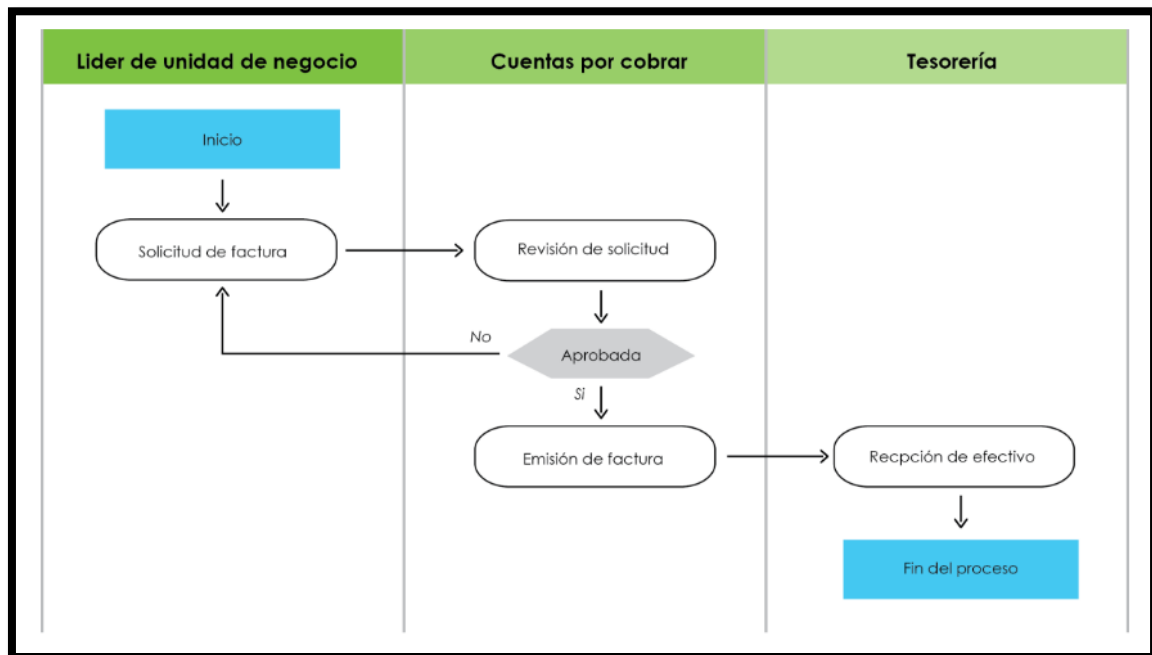 Lider de unidad de negocio
Cuentas por cobrar
Tesorería
Inicio
Solicitud de factura
Revisión de solicitud
No
Aprobada
Si
Emisión de factura
Recpción de efectivo
Fin del proceso